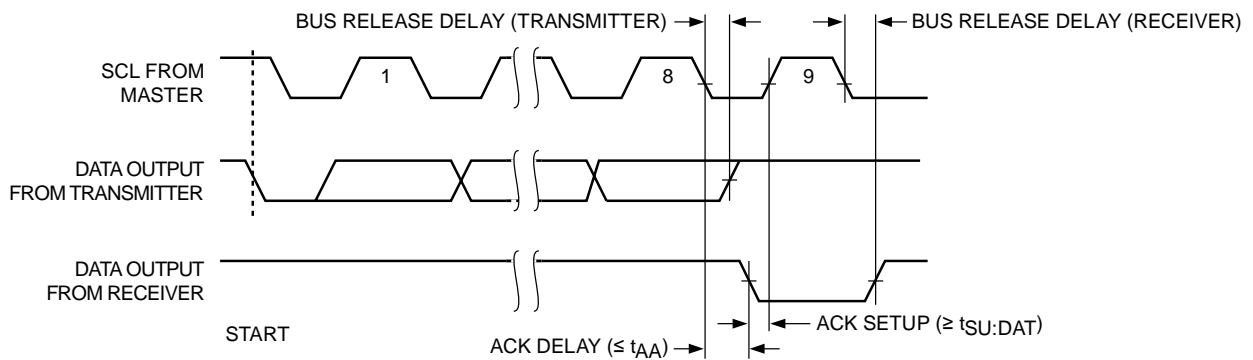 BUS RELEASE DELAY (TRANSMITTER)
BUS RELEASE DELAY (RECEIVER)
SCL FROM
MASTER
1
8
9
DATA OUTPUT
FROM TRANSMITTER
DATA OUTPUT
FROM RECEIVER
START
ACK SETUP (≥ tSU:DAT)
ACK DELAY (≤ tAA)